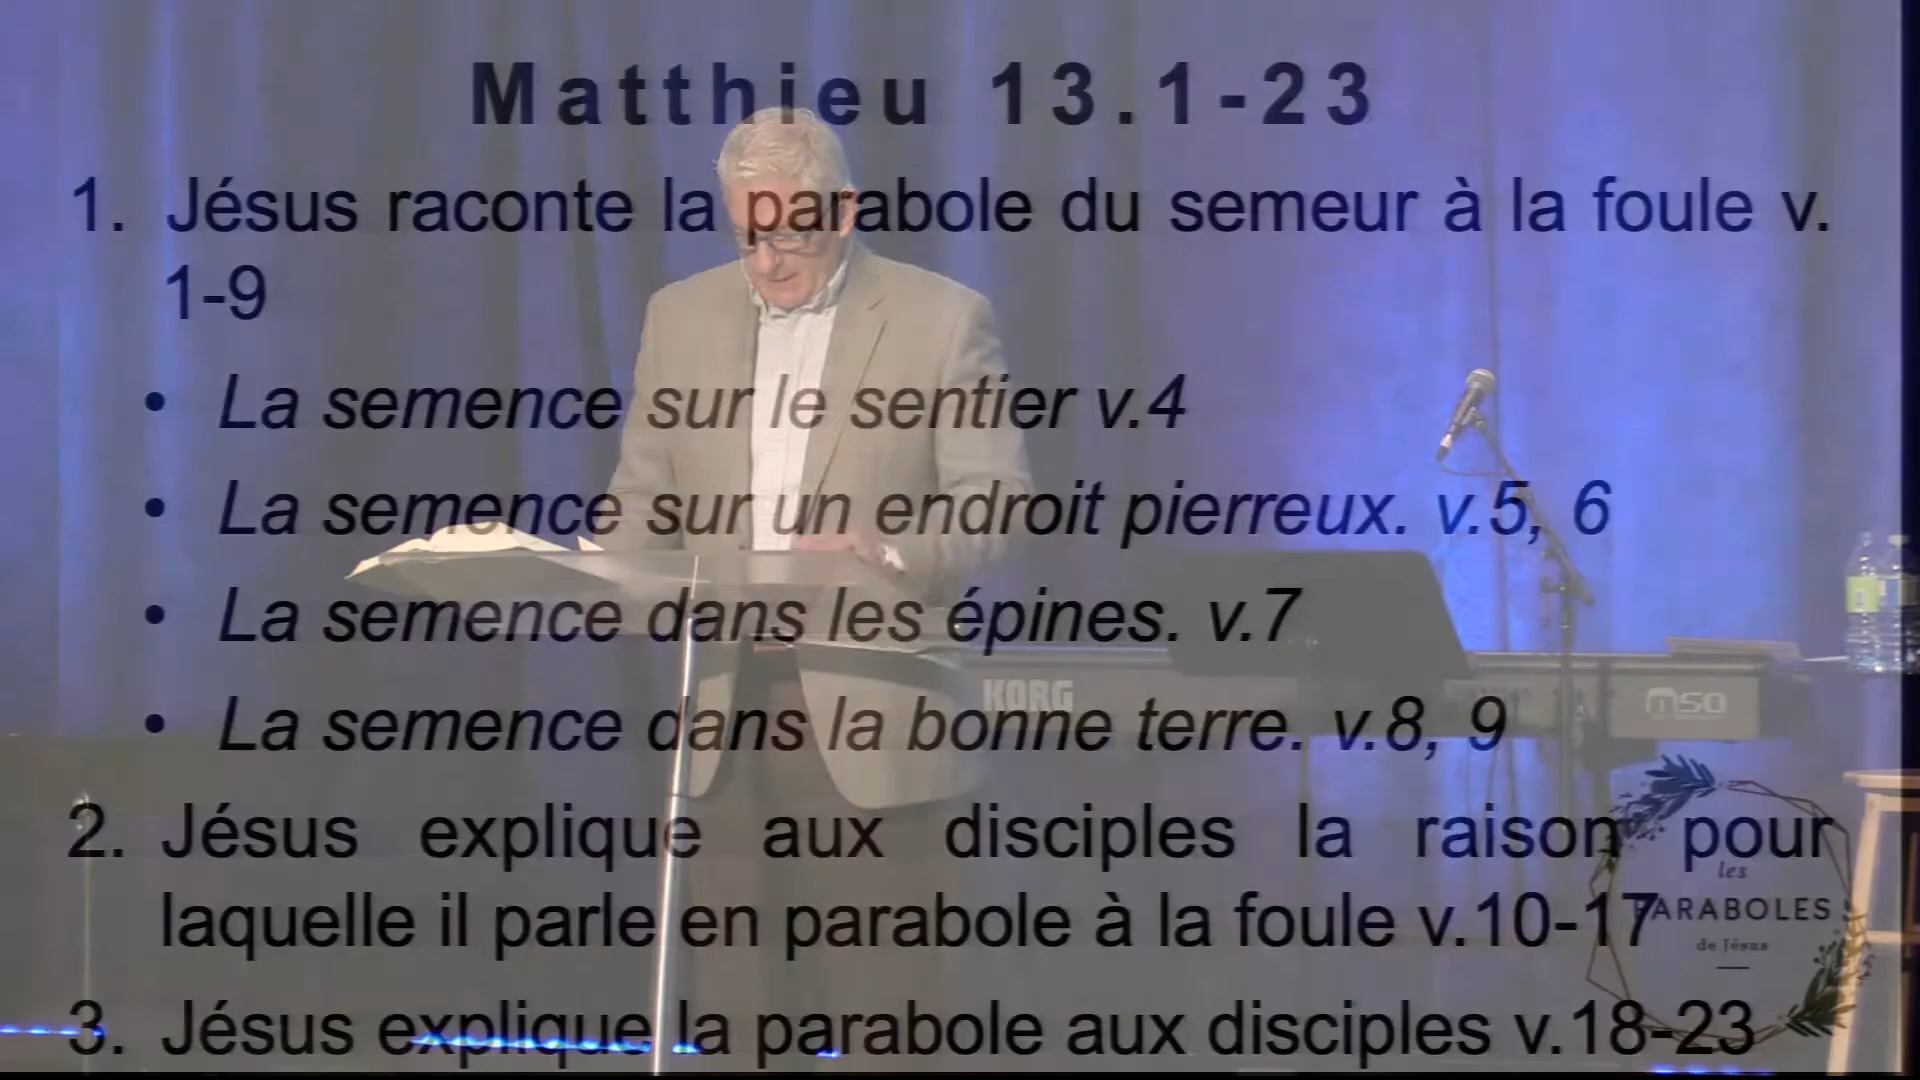 Matthieu 13.1-23
1. Jésus raconte la parabole du semeur à la foule v.
1-9
• La semence sur le sentier v.4
• La semence sur un endroit pierreux. v.5, 6
• La semence dans les épines. v.7
KORG
M50
• La semence dans la bonne terre. v.8, 9
2. Jésus explique aux disciples la raison pour
laquelle il parle en parabole à la foule v.10-17
les
PARABOLES
de Jésus
3. Jésus explique la parabole aux disciples v.18-23